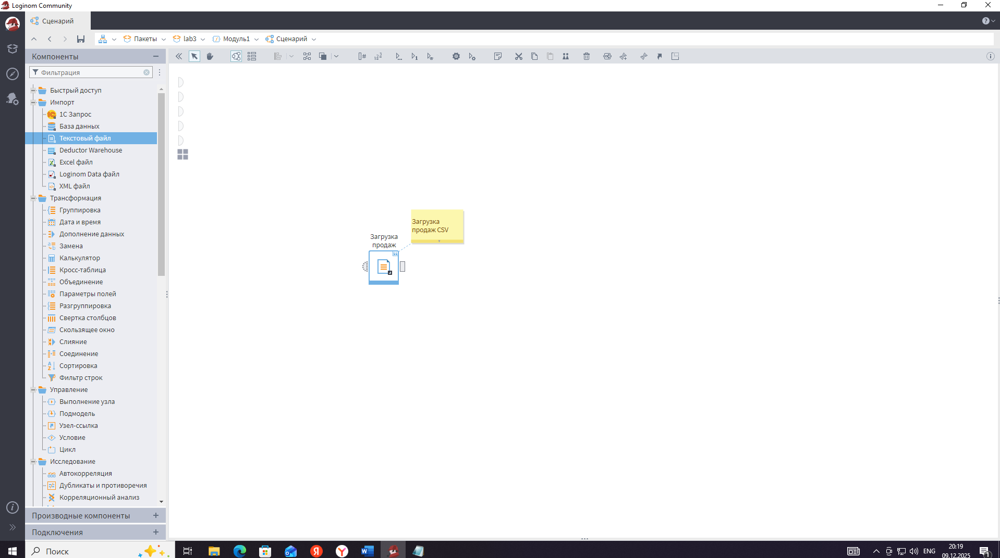 Loginom Community
Сценарий
Пакеты
lab3
Модуль1
Сценарий
Компоненты
Фильтрация
Быстрый доступ
Импорт
1С Запрос
База данных
Текстовый файл
Deductor Warehouse
Excel файл
Loginom Data файл
XML файл
Трансформация
Группировка
Дата и время
Дополнение данных
Замена
Калькулятор
Кросс-таблица
Объединение
Параметры полей
Разгруппировка
Свертка столбцов
Скользящее окно
Слияние
Соединение
Сортировка
Фильтр строк
Управление
Выполнение узла
Подмодель
Узел-ссылка
Условие
Цикл
Исследование
Автокорреляция
Дубликаты и противоречия
Корреляционный анализ
Производные компоненты
Подключения
Загрузка
продаж CSV
Загрузка
продаж
Поиск
ENG
20:19
09.12.2025
1